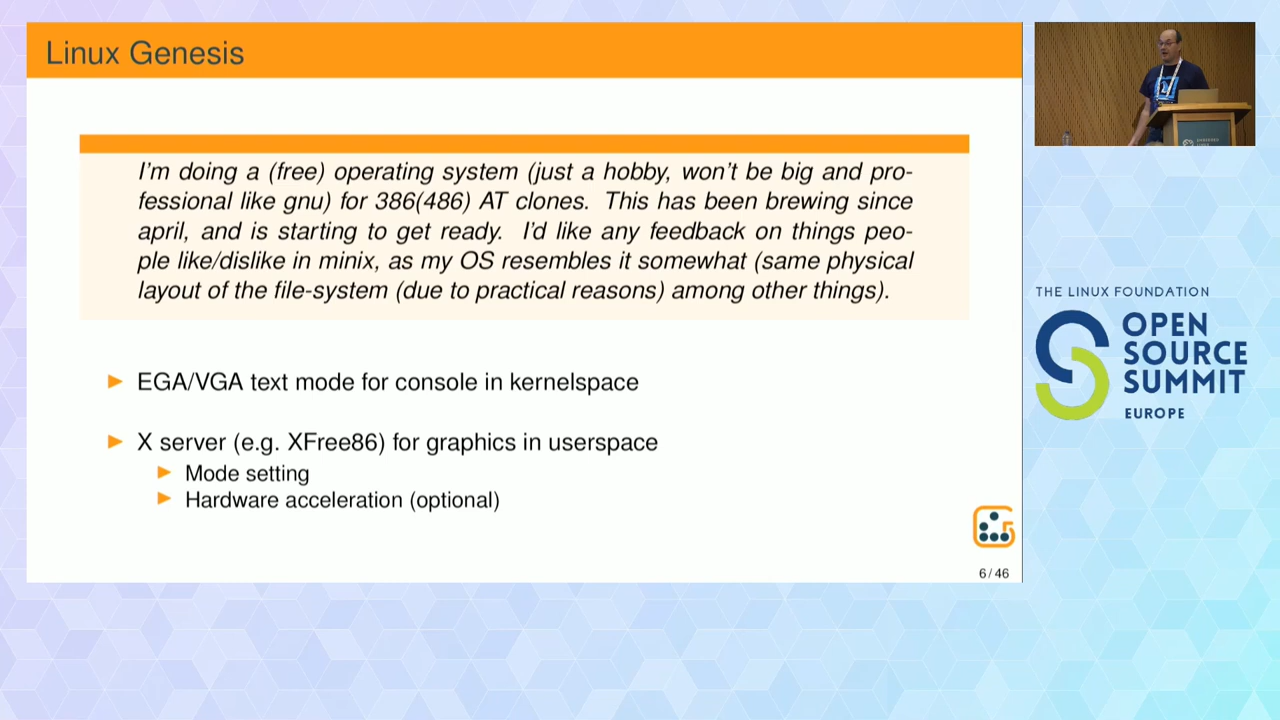 Linux Genesis
I'm doing a (free) operating system (just a hobby, won't be big and pro-
fessional like gnu) for 386(486) AT clones. This has been brewing since
april, and is starting to get ready. I'd like any feedback on things peo-
ple like/dislike in minix, as my OS resembles it somewhat (same physical
layout of the file-system (due to practical reasons) among other things).
EGA/VGA text mode for console in kernelspace
X server (e.g. XFree86) for graphics in userspace
Mode setting
Hardware acceleration (optional)
6 / 46
THE LINUX FOUNDATION
OPEN
SOURCE
SUMMIT
EUROPE